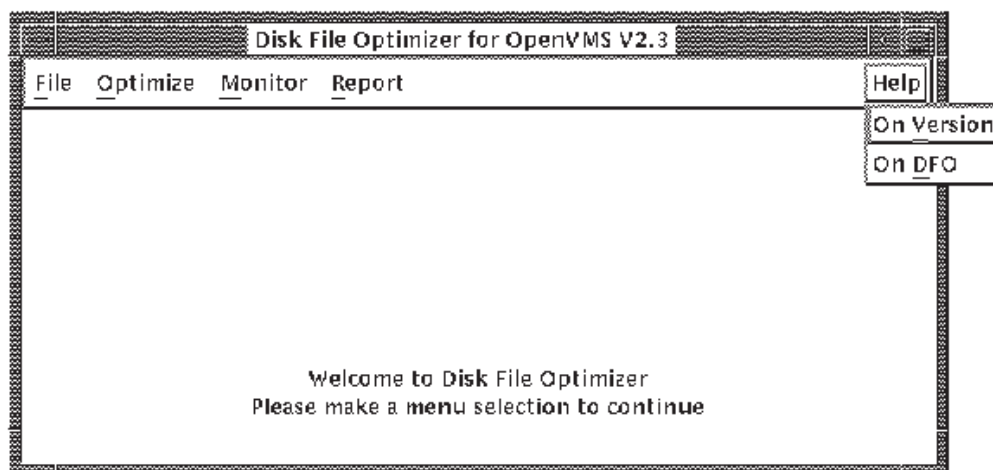 Disk File Optimizer for OpenVMS V2.3
File Optimize Monitor Report Help
On Version
On DFO
Welcome to Disk File Optimizer
Please make a menu selection to continue